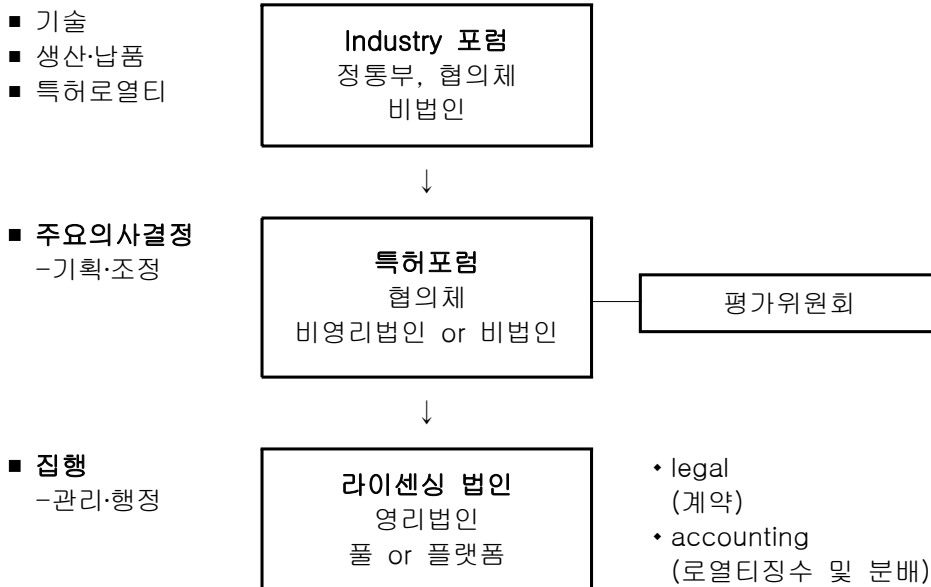 ▪ 기술
▪ 생산·납품
▪ 특허로열티
Industry 포럼
정통부, 협의체
비법인
↓
▪ 주요의사결정
-기획·조정
특허포럼
협의체
비영리법인 or 비법인
평가위원회
↓
▪ 집행
-관리·행정
라이센싱 법인
영리법인
풀 or 플랫폼
◆ legal
(계약)
◆ accounting
(로열티징수 및 분배)